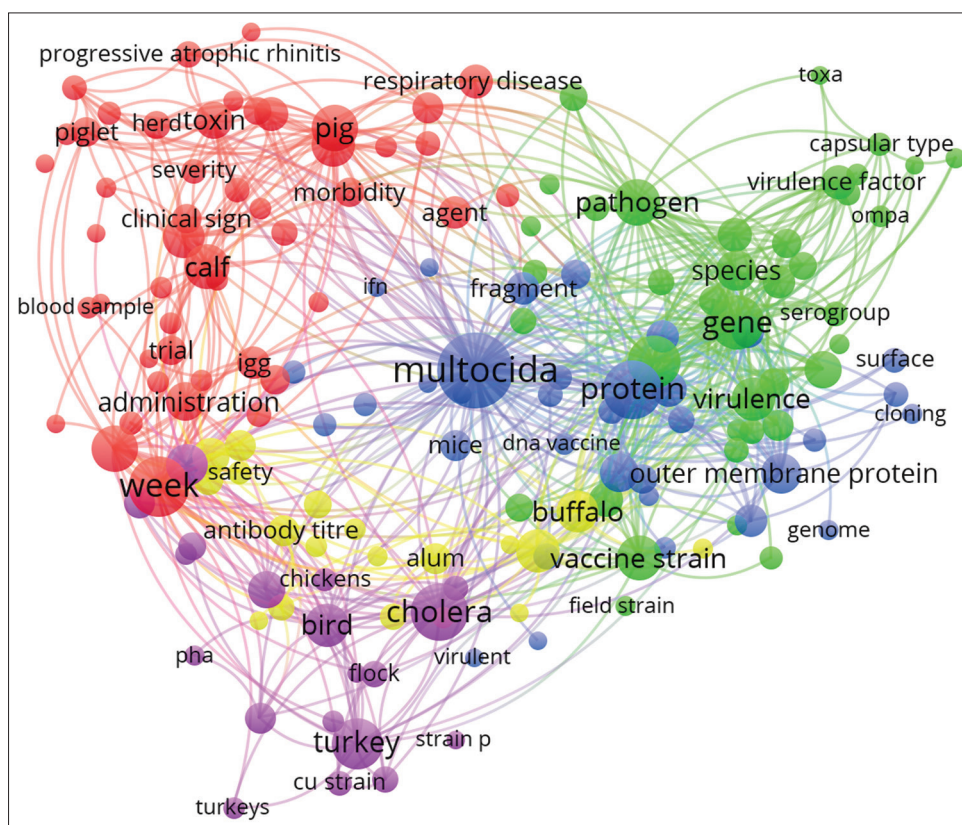 progressive atrophic rhinitis
respiratory disease
toxa
piglet
herd
toxin
pig
capsular type
severity
morbidity
pathogen
virulence factor
clinical sign
agent
ompa
calf
species
blood sample
ifn
fragment
gene
serogroup
trial
igg
multocida
protein
surface
administration
virulence
cloning
mice
dna vaccine
week
safety
outer membrane protein
antibody titre
buffalo
genome
chickens
alum
vaccine strain
bird
cholera
field strain
pha
flock
virulent
turkey
strain p
cu strain
turkeys